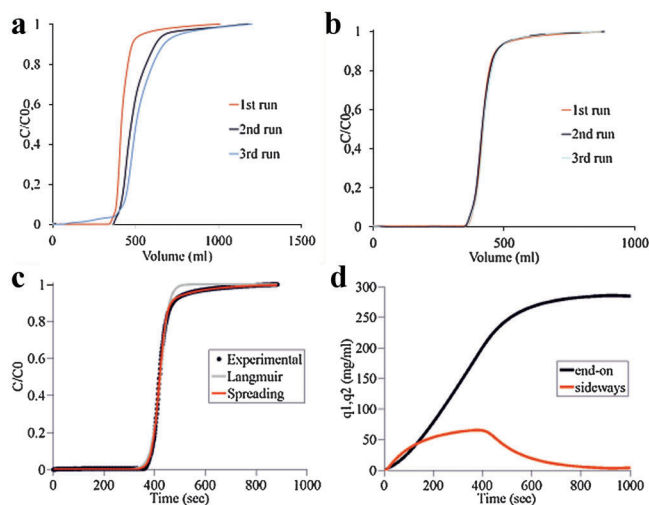 a
C/C0
1
0,8
0,6
0,4
0,2
0
0
500
1000
1500
Volume (ml)
1st run
2nd run
3rd run
b
C/C0
1
0,8
0,6
0,4
0,2
0
0
500
1000
Volume (ml)
1st run
2nd run
3rd run
c
C/C0
1
0.8
0.6
0.4
0.2
0
0
200
400
600
800
1000
Time (sec)
Experimental
Langmuir
Spreading
d
q1,q2 (mg/ml)
300
250
200
150
100
50
0
0
200
400
600
800
1000
Time (sec)
end-on
sideways